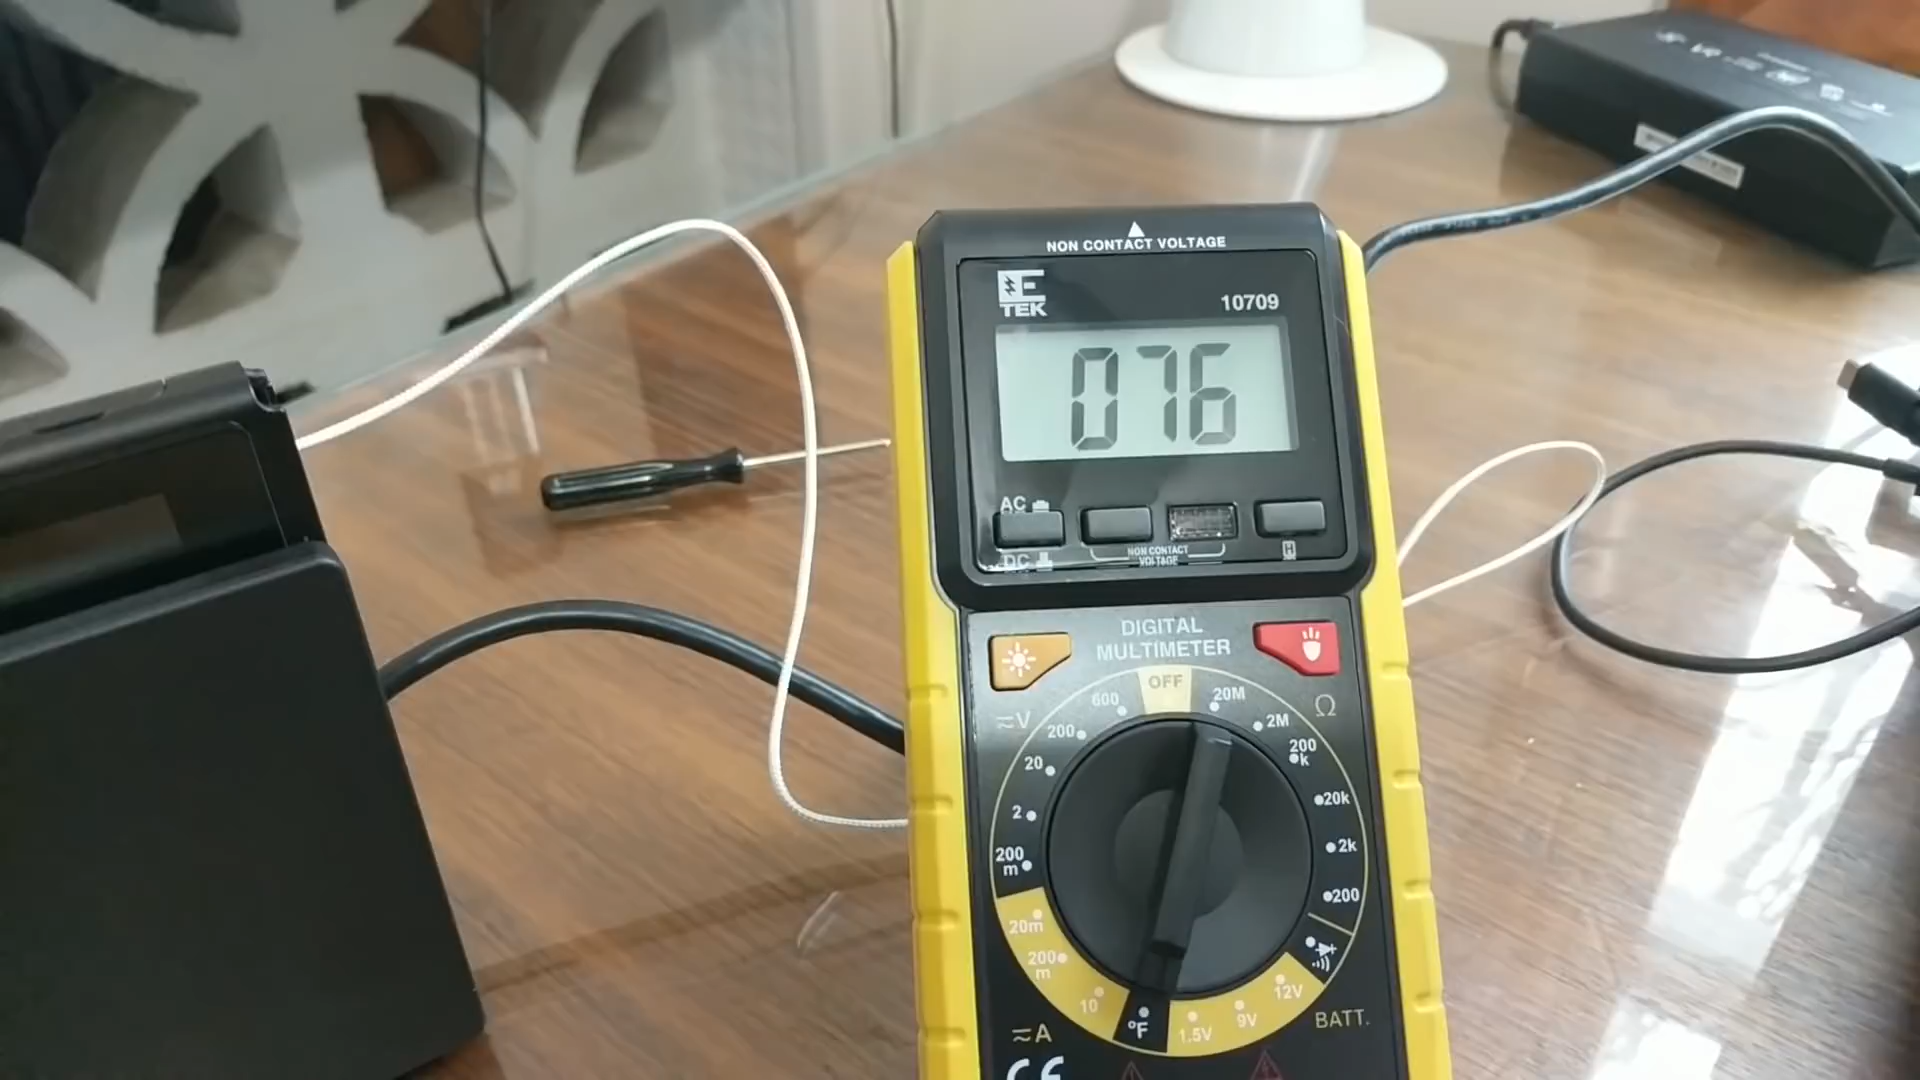 NON CONTACT VOLTAGE
E
TEK
10709
076
AC
DC
NON CONTACT
VOLTAGE
H
DIGITAL
MULTIMETER
OFF
600
20M
V
Ω
200
2M
20
200
k
2
20k
200
m
2k
200
20m
200
m
10
12V
9V
1.5V
°F
BATT.
A
CE